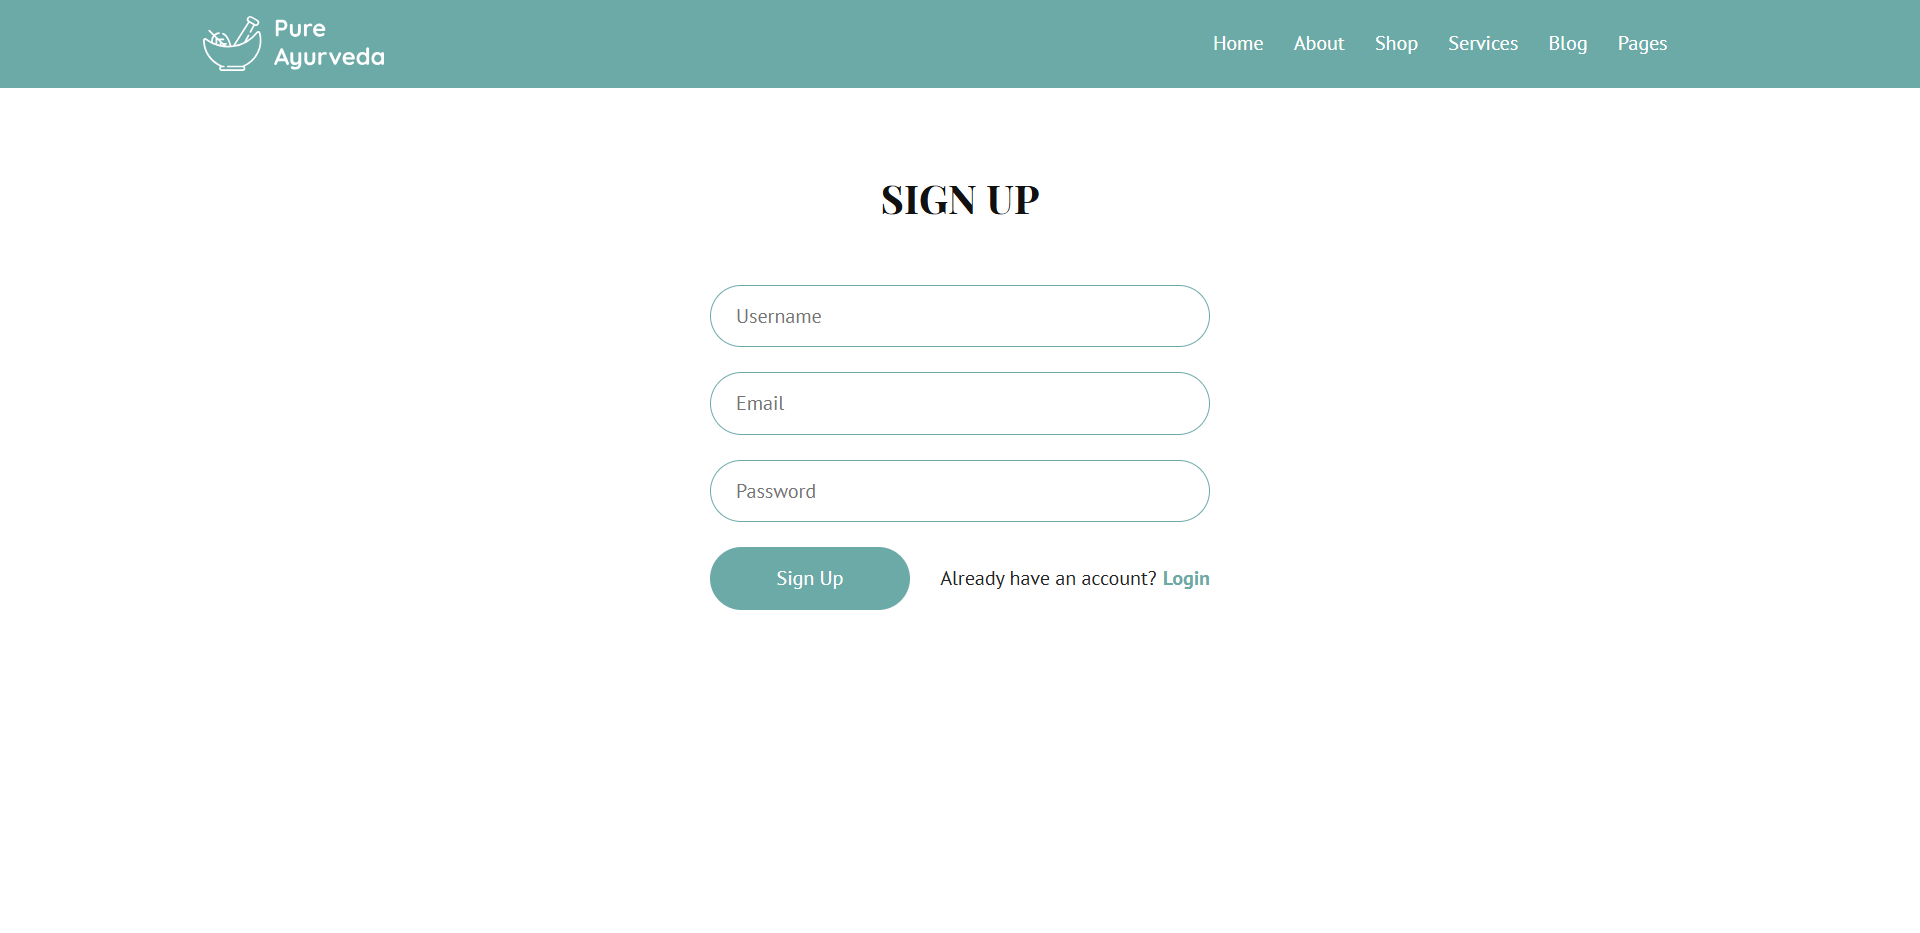 Pure
Ayurveda
Home About Shop Services Blog Pages
SIGN UP
Username
Email
Password
Sign Up
Already have an account? Login